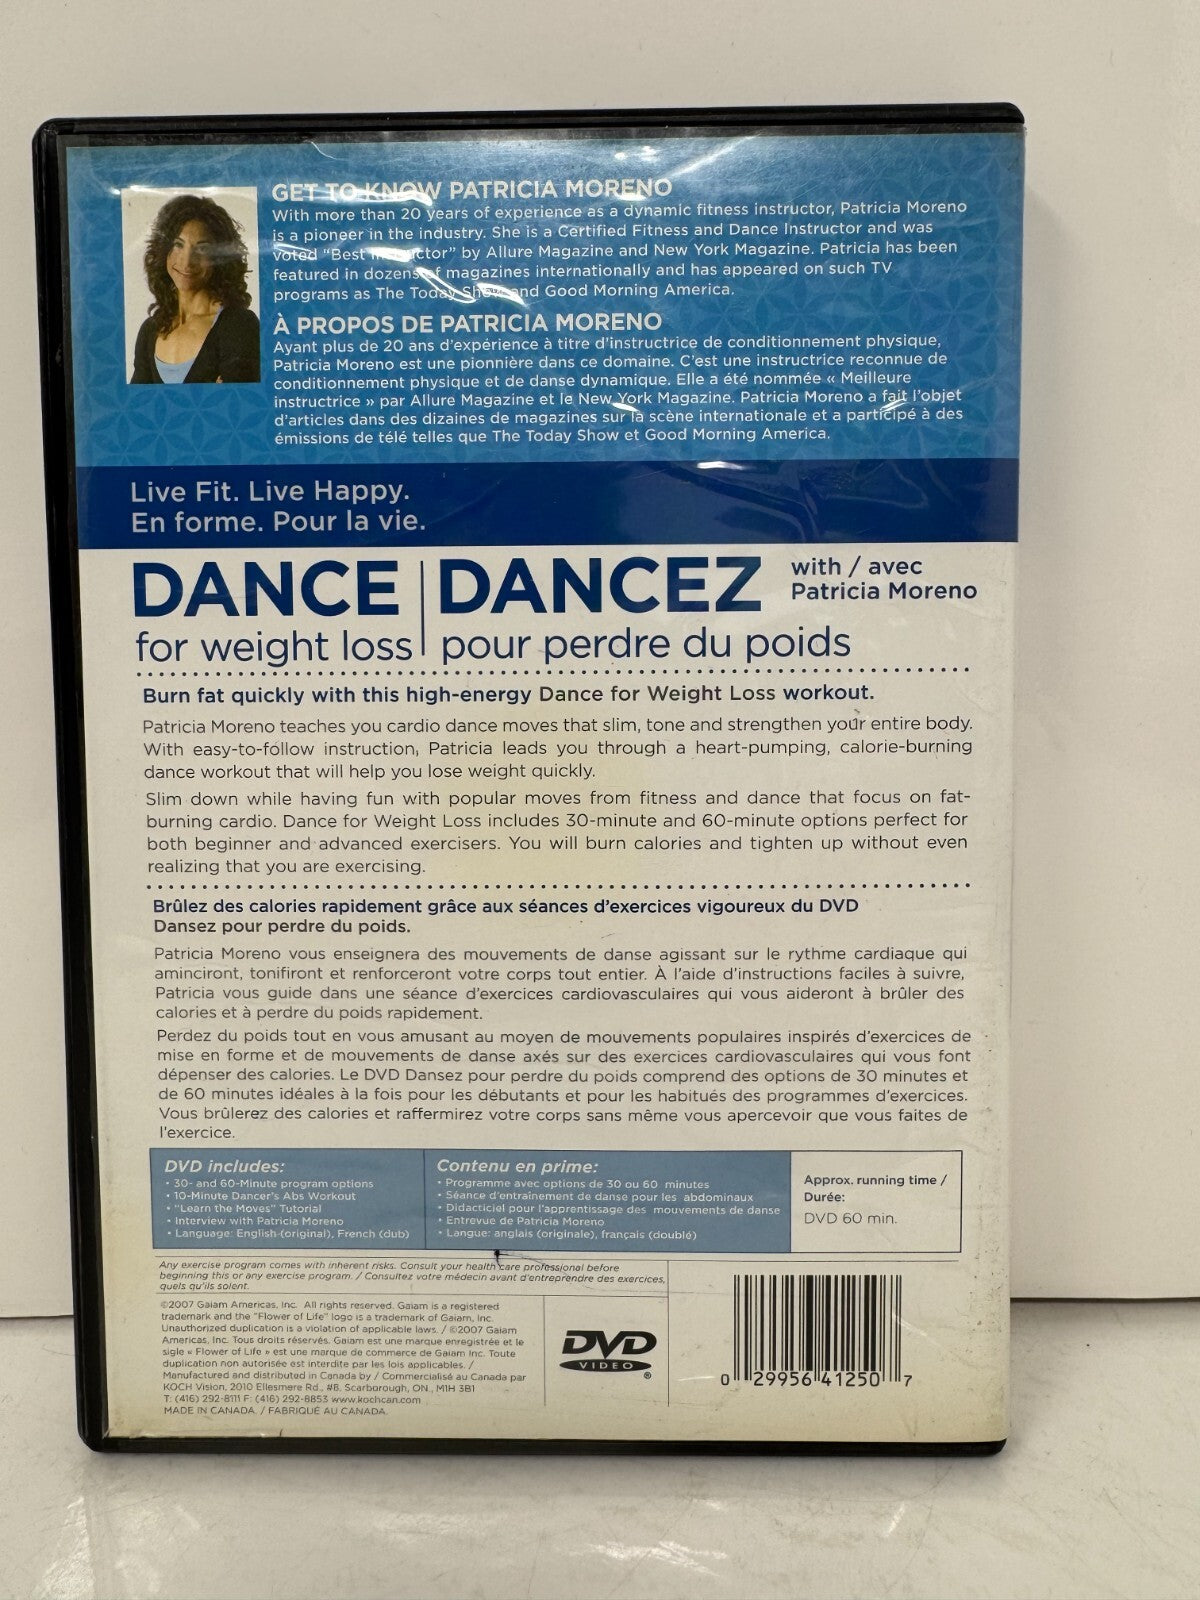 GET TO KNOW PATRICIA MORENO
With more than 20 years of experience as a dynamic fitness instructor, Patricia Moreno
is a pioneer in the industry. She is a Certified Fitness and Dance Instructor and was
voted "Best Instructor" by Allure Magazine and New York Magazine. Patricia has been
featured in dozens of magazines internationally and has appeared on such TV
programs as The Today Show and Good Morning America.
À PROPOS DE PATRICIA MORENO
Ayant plus de 20 ans d'expérience à titre d'instructrice de conditionnement physique,
Patricia Moreno est une pionnière dans ce domaine. C'est une instructrice reconnue de
conditionnement physique et de danse dynamique. Elle a été nommée « Meilleure
instructrice » par Allure Magazine et le New York Magazine. Patricia Moreno a fait l'objet
d'articles dans des dizaines de magazines sur la scène internationale et a participé à des
émissions de télé telles que The Today Show et Good Morning America.
Live Fit. Live Happy.
En forme. Pour la vie.
DANCE | DANCEZ with / avec
Patricia Moreno
for weight loss | pour perdre du poids
Burn fat quickly with this high-energy Dance for Weight Loss workout.
Patricia Moreno teaches you cardio dance moves that slim, tone and strengthen your entire body.
With easy-to-follow instruction, Patricia leads you through a heart-pumping, calorie-burning
dance workout that will help you lose weight quickly.
Slim down while having fun with popular moves from fitness and dance that focus on fat-
burning cardio. Dance for Weight Loss includes 30-minute and 60-minute options perfect for
both beginner and advanced exercisers. You will burn calories and tighten up without even
realizing that you are exercising.
Brûlez des calories rapidement grâce aux séances d'exercices vigoureux du DVD
Dansez pour perdre du poids.
Patricia Moreno vous enseignera des mouvements de danse agissant sur le rythme cardiaque qui
aminciront, tonifiront et renforceront votre corps tout entier. À l'aide d'instructions faciles à suivre,
Patricia vous guide dans une séance d'exercices cardiovasculaires qui vous aideront à brûler des
calories et à perdre du poids rapidement.
Perdez du poids tout en vous amusant au moyen de mouvements populaires inspirés d'exercices de
mise en forme et de mouvements de danse axés sur des exercices cardiovasculaires qui vous font
dépenser des calories. Le DVD Dansez pour perdre du poids comprend des options de 30 minutes et
de 60 minutes idéales à la fois pour les débutants et pour les habitués des programmes d'exercices.
Vous brûlerez des calories et raffermirez votre corps sans même vous apercevoir que vous faites de
l'exercice.
DVD includes:
• 30- and 60-Minute program options
• 10-Minute Dancer's Abs Workout
• "Learn the Moves" Tutorial
• Interview with Patricia Moreno
• Language: English (original), French (dub)
Contenu en prime:
• Programme avec options de 30 ou 60 minutes
• Séance d'entraînement de danse pour les abdominaux
• Didacticiel pour l'apprentissage des mouvements de danse
• Entrevue de Patricia Moreno
• Langue: anglais (originale), français (doublé)
Approx. running time /
Durée:
DVD 60 min.
Any exercise program comes with inherent risks. Consult your health care professional before
beginning this or any exercise program. / Consultez votre médecin avant d'entreprendre des exercices,
quels qu'ils soient.
©2007 Gaiam Americas, Inc. All rights reserved. Gaiam is a registered
trademark and the "Flower of Life" logo is a trademark of Gaiam, Inc.
Unauthorized duplication is a violation of applicable laws. / ©2007 Gaiam
Americas, Inc. Tous droits réservés. Gaiam est une marque enregistrée et le
sigle « Flower of Life » est une marque de commerce de Gaiam Inc. Toute
duplication non autorisée est interdite par les lois applicables. /
Manufactured and distributed in Canada by / Commercialisé au Canada par
KOCH Vision, 2010 Ellesmere Rd., #8, Scarborough, ON., M1H 3B1
T: (416) 292-8111 F: (416) 292-8853 www.kochcan.com
MADE IN CANADA. / FABRIQUÉ AU CANADA.
DVD
VIDEO
®
0 29956 41250 7